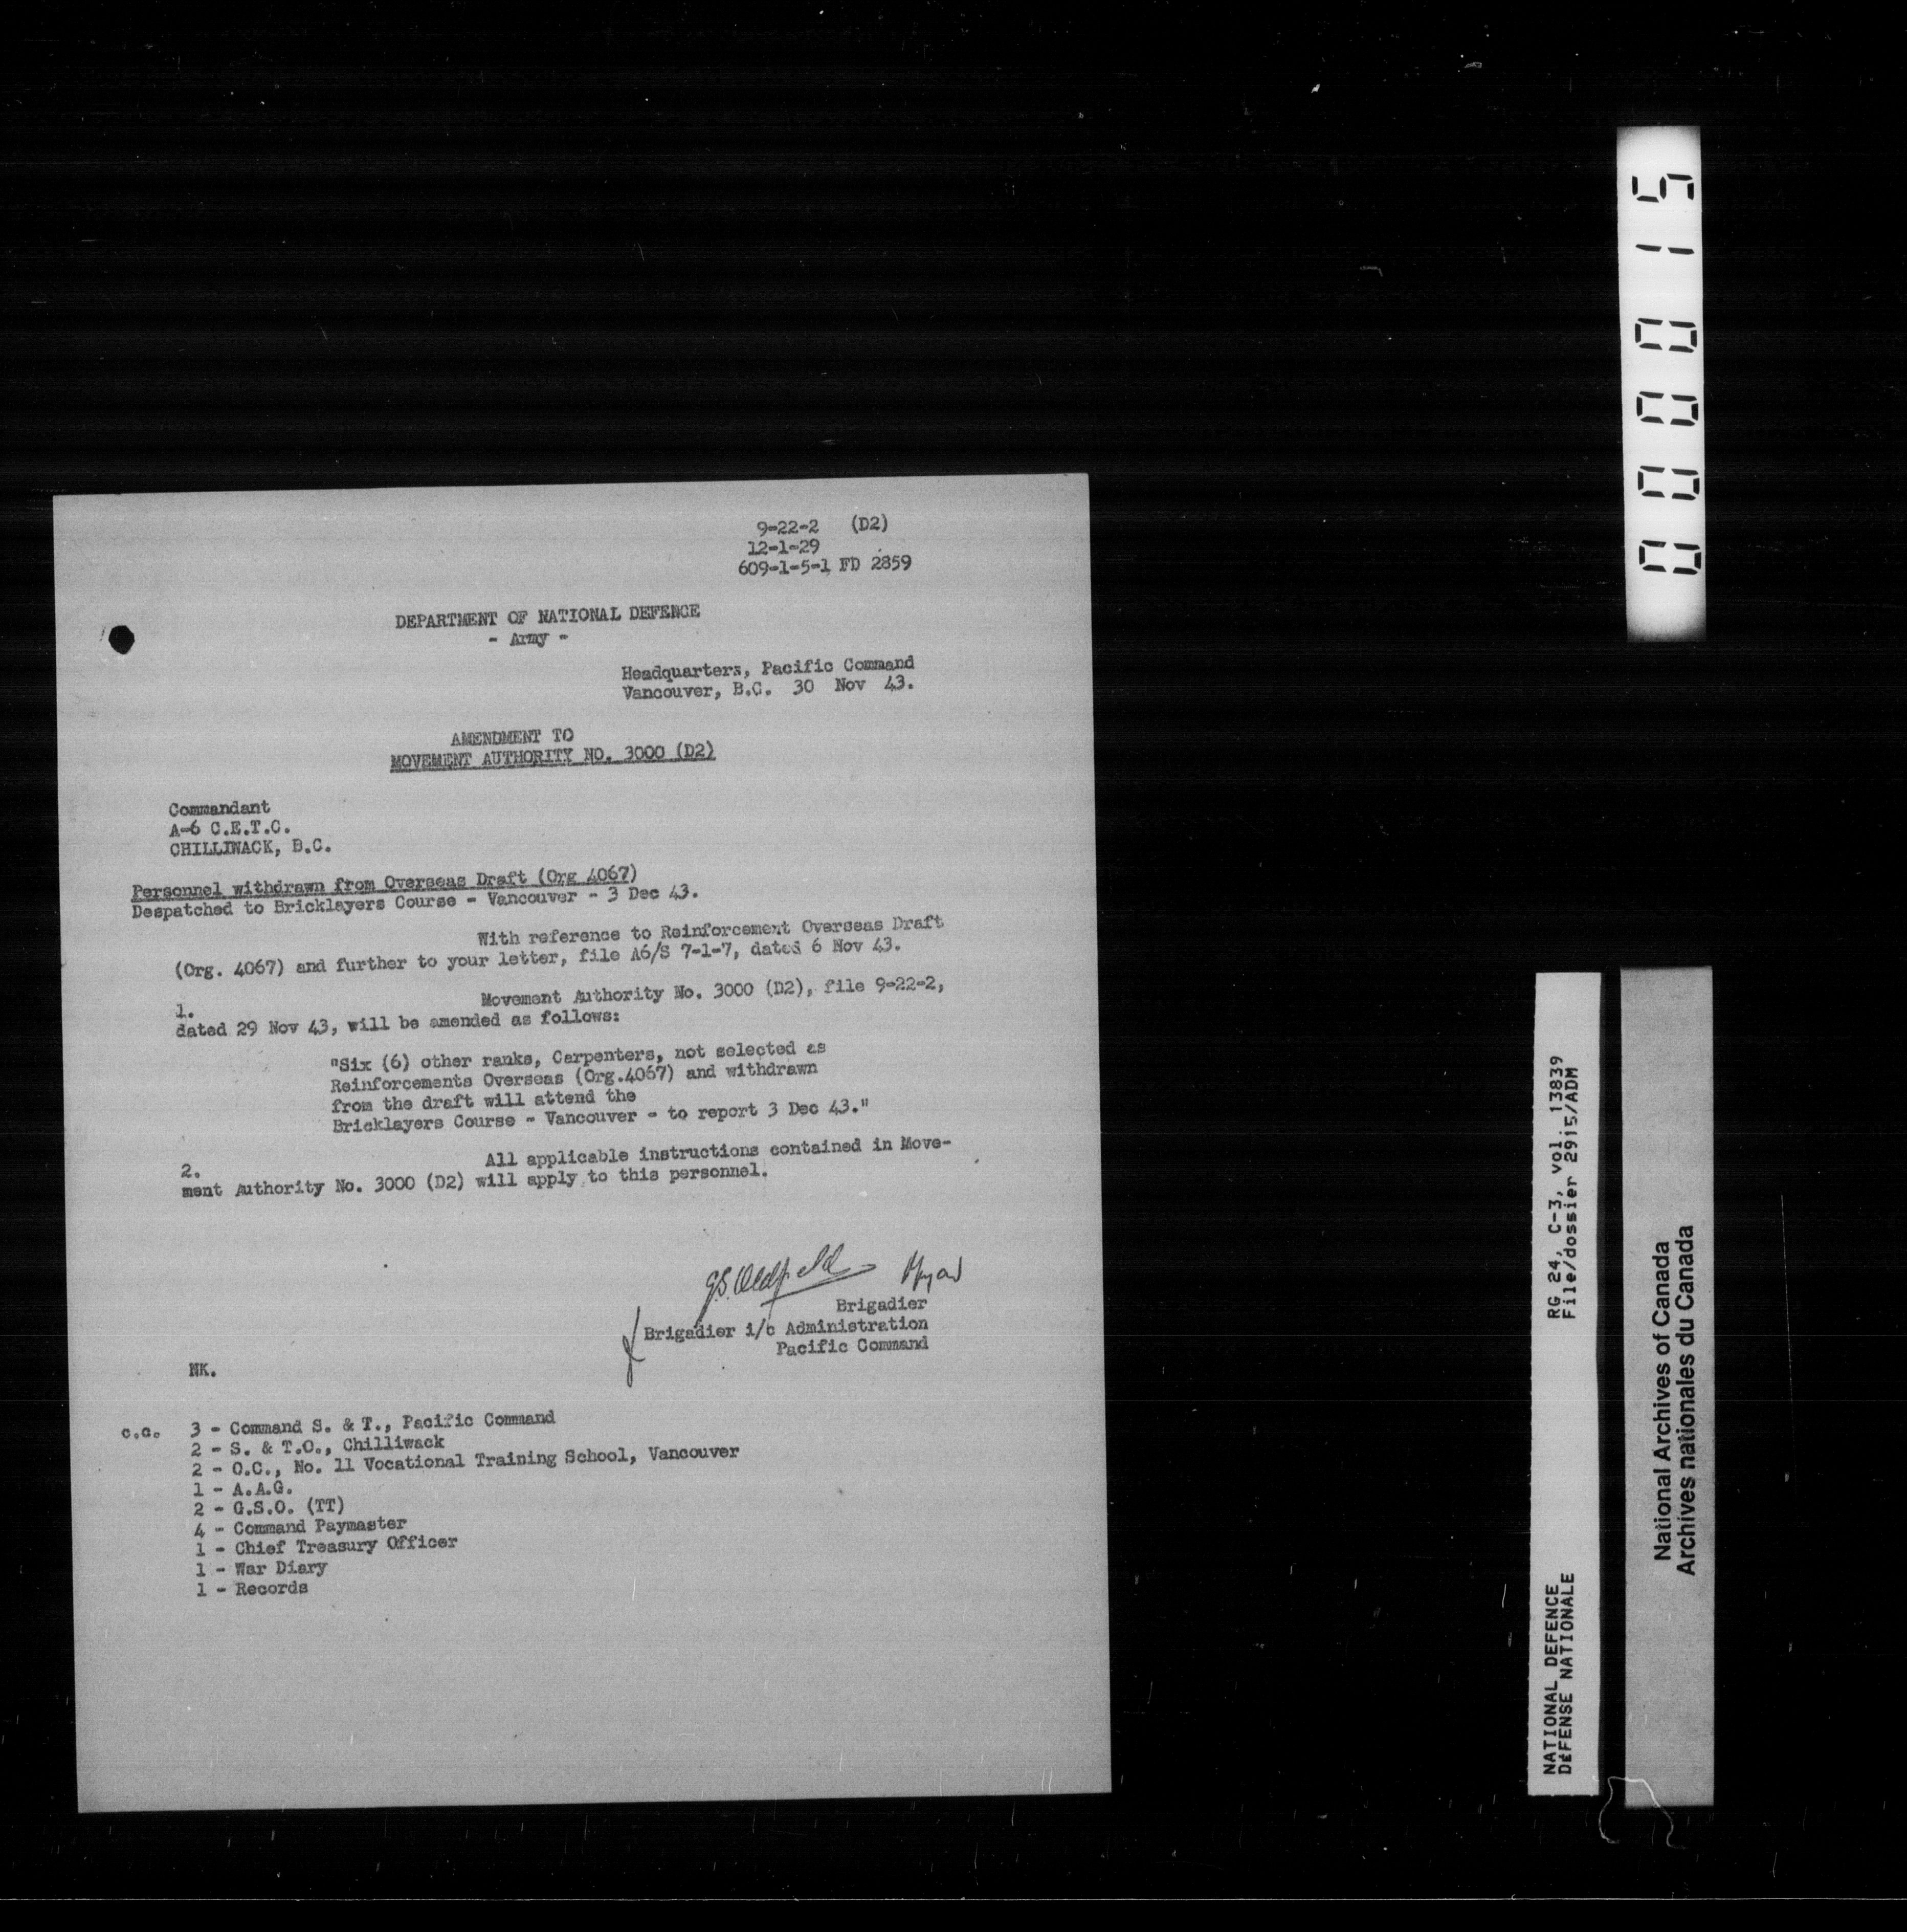 9-22-2 (D2)
12-1-29
609-1-5-1 FD 2859
DEPARTMENT OF NATIONAL DEFENCE
- Army -
Headquarters, Pacific Command
Vancouver, B.C. 30 Nov 43.
AMENDMENT TO
MOVEMENT AUTHORITY NO. 3000 (D2)
Commandant
A-6 C.E.T.C.
CHILLIWACK, B.C.
Personnel withdrawn from Overseas Draft (Org 4067)
Despatched to Bricklayers Course - Vancouver - 3 Dec 43.
With reference to Reinforcement Overseas Draft
(Org. 4067) and further to your letter, file A6/S 7-1-7, dated 6 Nov 43.
1. Movement Authority No. 3000 (D2), file 9-22-2,
dated 29 Nov 43, will be amended as follows:
"Six (6) other ranks, Carpenters, not selected as
Reinforcements Overseas (Org.4067) and withdrawn
from the draft will attend the
Bricklayers Course - Vancouver - to report 3 Dec 43."
2. All applicable instructions contained in Move-
ment Authority No. 3000 (D2) will apply to this personnel.
G.S. Oldfield
Brigadier
Brigadier i/c Administration
Pacific Command
NK.
c.c. 3 - Command S. & T., Pacific Command
2 - S. & T.O., Chilliwack
2 - O.C., No. 11 Vocational Training School, Vancouver
1 - A.A.G.
2 - G.S.O. (TT)
4 - Command Paymaster
1 - Chief Treasury Officer
1 - War Diary
1 - Records
000015
RG 24, C-3, vol. 13839
File/dossier 2915/ADM
NATIONAL DEFENCE
DÉFENSE NATIONALE
National Archives of Canada
Archives nationales du Canada